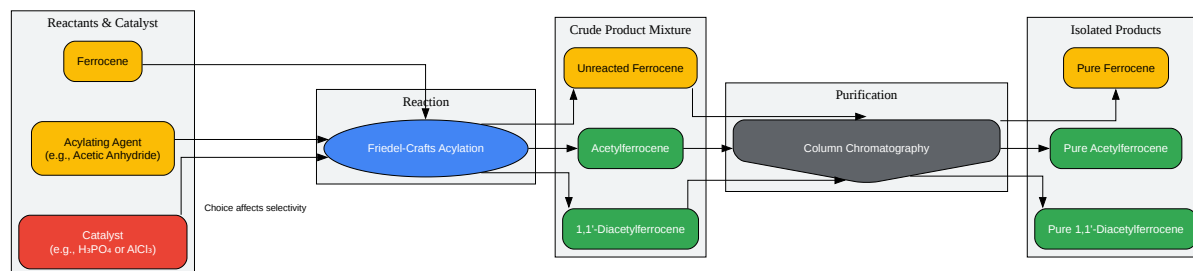 Reactants & Catalyst
Ferrocene
Acylating Agent
(e.g., Acetic Anhydride)
Catalyst
(e.g., H₃PO₄ or AlCl₃)
Choice affects selectivity
Reaction
Friedel-Crafts Acylation
Crude Product Mixture
Unreacted Ferrocene
Acetylferrocene
1,1'-Diacetylferrocene
Purification
Column Chromatography
Isolated Products
Pure Ferrocene
Pure Acetylferrocene
Pure 1,1'-Diacetylferrocene